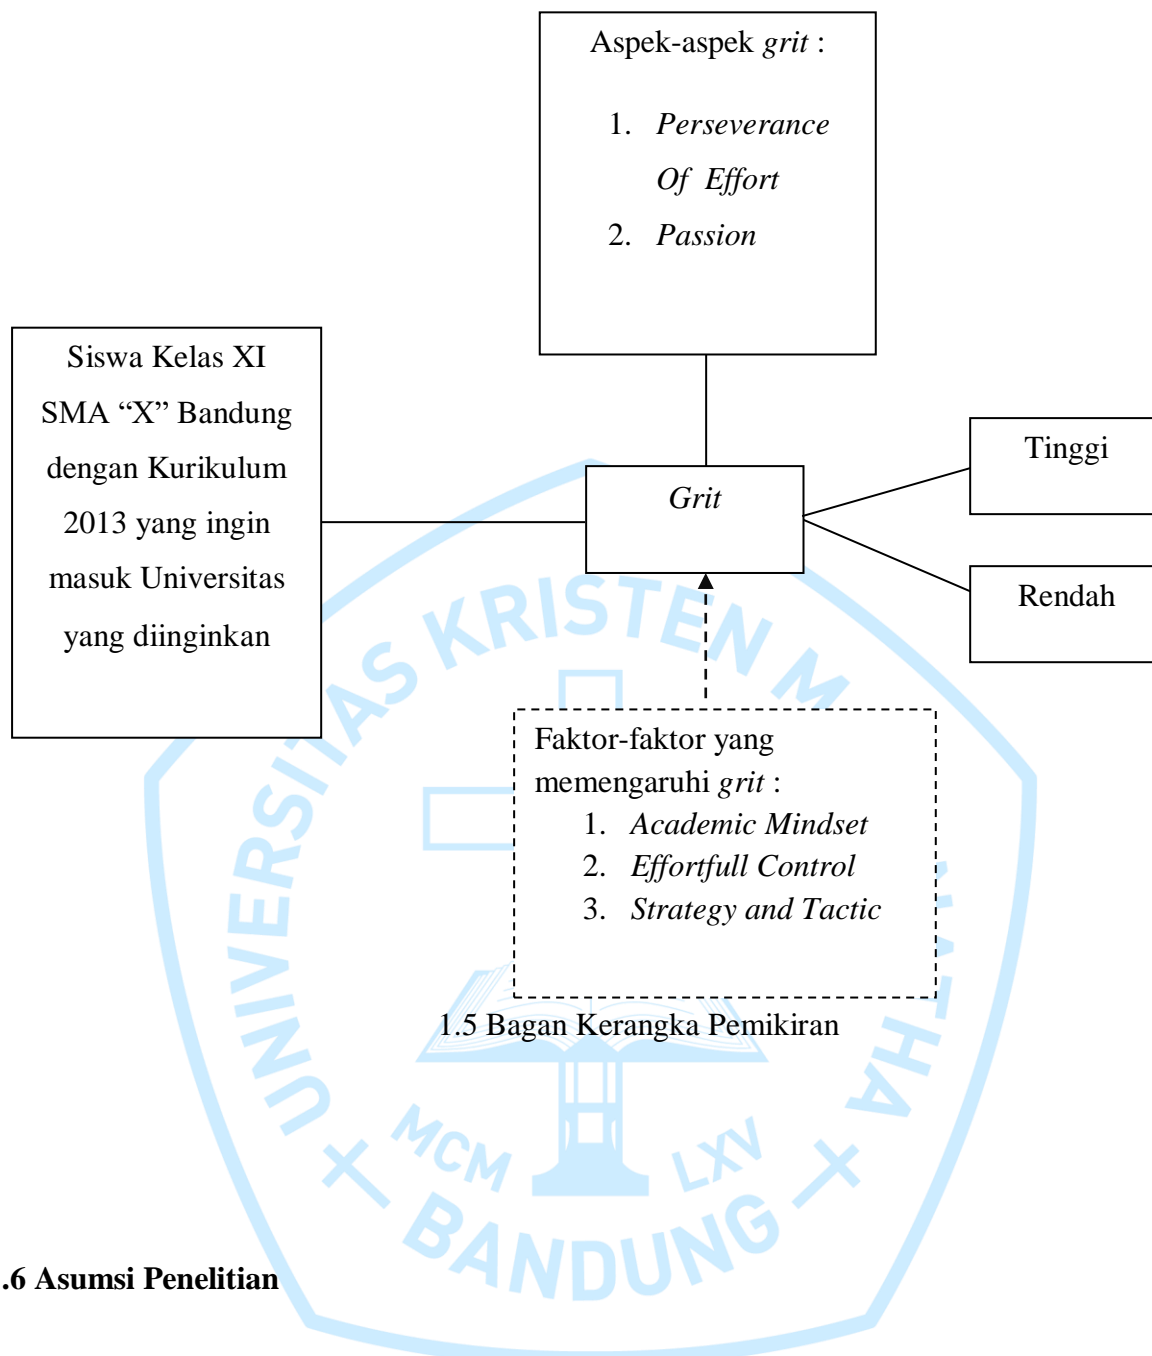 Aspek-aspek grit :
1. Perseverance
Of Effort
2. Passion
Siswa Kelas XI
SMA “X” Bandung
dengan Kurikulum
2013 yang ingin
masuk Universitas
yang diinginkan
Grit
Tinggi
Rendah
Faktor-faktor yang
memengaruhi grit :
1. Academic Mindset
2. Effortfull Control
3. Strategy and Tactic
1.5 Bagan Kerangka Pemikiran
.6 Asumsi Penelitian
UNIVERSITAS KRISTEN
MCM LXV
BANDUNG